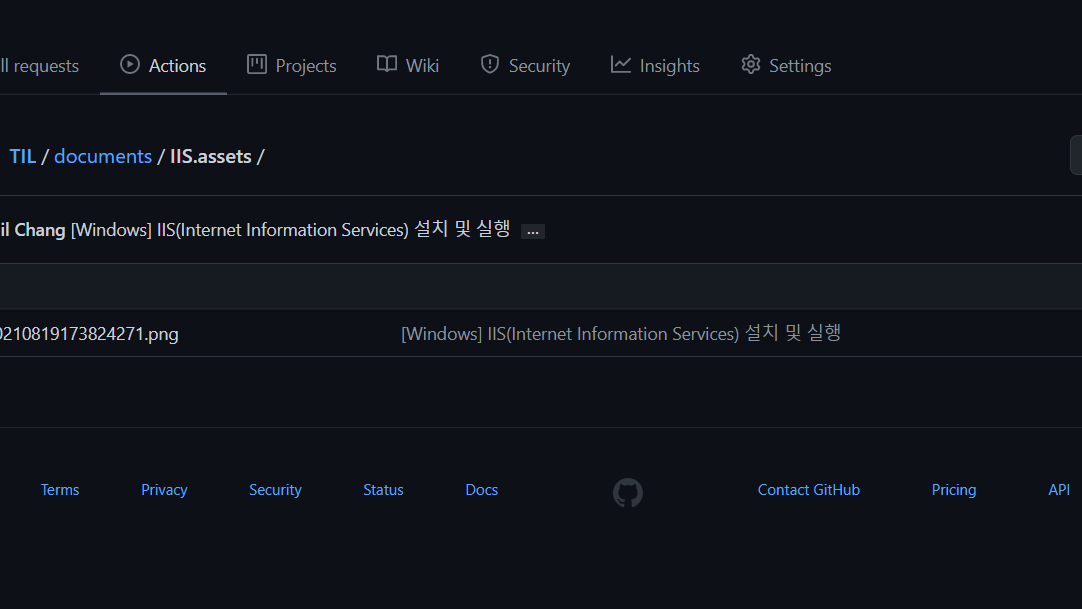 ll requests Actions Projects Wiki Security Insights Settings
TIL / documents / IIS.assets /
il Chang [Windows] IIS(Internet Information Services) 설치 및 실행 ...
0210819173824271.png [Windows] IIS(Internet Information Services) 설치 및 실행
Terms Privacy Security Status Docs Contact GitHub Pricing API